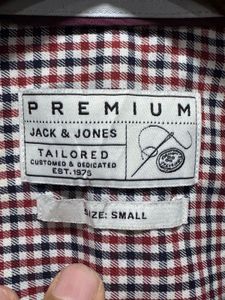 PREMIUM
JACK & JONES
TAILORED
CUSTOMED & DEDICATED
EST. 1975
SIZE: SMALL